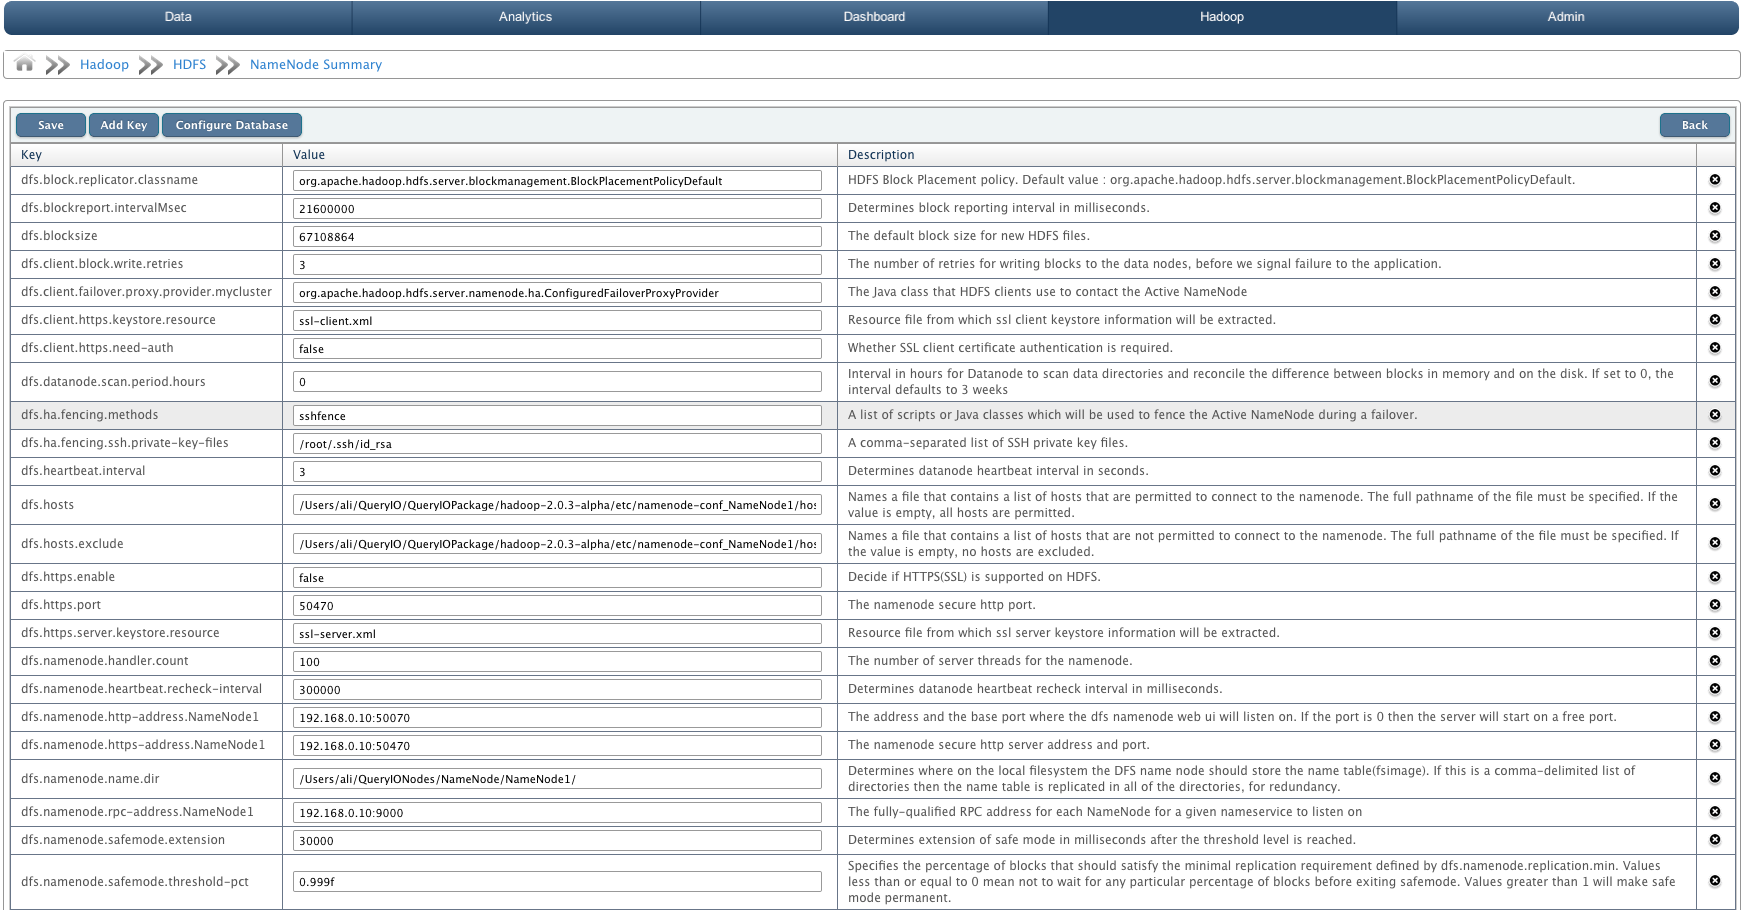 Data Analytics Dashboard Hadoop Admin
Hadoop HDFS NameNode Summary
Save Add Key Configure Database Back
Key Value Description
dfs.block.replicator.classname org.apache.hadoop.hdfs.server.blockmanagement.BlockPlacementPolicyDefault HDFS Block Placement policy. Default value : org.apache.hadoop.hdfs.server.blockmanagement.BlockPlacementPolicyDefault.
dfs.blockreport.intervalMsec 21600000 Determines block reporting interval in milliseconds.
dfs.blocksize 67108864 The default block size for new HDFS files.
dfs.client.block.write.retries 3 The number of retries for writing blocks to the data nodes, before we signal failure to the application.
dfs.client.failover.proxy.provider.mycluster org.apache.hadoop.hdfs.server.namenode.ha.ConfiguredFailoverProxyProvider The Java class that HDFS clients use to contact the Active NameNode
dfs.client.https.keystore.resource ssl-client.xml Resource file from which ssl client keystore information will be extracted.
dfs.client.https.need-auth false Whether SSL client certificate authentication is required.
dfs.datanode.scan.period.hours 0 Interval in hours for Datanode to scan data directories and reconcile the difference between blocks in memory and on the disk. If set to 0, the
interval defaults to 3 weeks
dfs.ha.fencing.methods sshfence A list of scripts or Java classes which will be used to fence the Active NameNode during a failover.
dfs.ha.fencing.ssh.private-key-files /root/.ssh/id_rsa A comma-separated list of SSH private key files.
dfs.heartbeat.interval 3 Determines datanode heartbeat interval in seconds.
dfs.hosts /Users/ali/QueryIO/QueryIOPackage/hadoop-2.0.3-alpha/etc/namenode-conf_NameNode1/hos Names a file that contains a list of hosts that are permitted to connect to the namenode. The full pathname of the file must be specified. If the
value is empty, all hosts are permitted.
dfs.hosts.exclude /Users/ali/QueryIO/QueryIOPackage/hadoop-2.0.3-alpha/etc/namenode-conf_NameNode1/hos Names a file that contains a list of hosts that are not permitted to connect to the namenode. The full pathname of the file must be specified. If
the value is empty, no hosts are excluded.
dfs.https.enable false Decide if HTTPS(SSL) is supported on HDFS.
dfs.https.port 50470 The namenode secure http port.
dfs.https.server.keystore.resource ssl-server.xml Resource file from which ssl server keystore information will be extracted.
dfs.namenode.handler.count 100 The number of server threads for the namenode.
dfs.namenode.heartbeat.recheck-interval 300000 Determines datanode heartbeat recheck interval in milliseconds.
dfs.namenode.http-address.NameNode1 192.168.0.10:50070 The address and the base port where the dfs namenode web ui will listen on. If the port is 0 then the server will start on a free port.
dfs.namenode.https-address.NameNode1 192.168.0.10:50470 The namenode secure http server address and port.
dfs.namenode.name.dir /Users/ali/QueryIONodes/NameNode/NameNode1/ Determines where on the local filesystem the DFS name node should store the name table(fsimage). If this is a comma-delimited list of
directories then the name table is replicated in all of the directories, for redundancy.
dfs.namenode.rpc-address.NameNode1 192.168.0.10:9000 The fully-qualified RPC address for each NameNode for a given nameservice to listen on
dfs.namenode.safemode.extension 30000 Determines extension of safe mode in milliseconds after the threshold level is reached.
dfs.namenode.safemode.threshold-pct 0.999f Specifies the percentage of blocks that should satisfy the minimal replication requirement defined by dfs.namenode.replication.min. Values
less than or equal to 0 mean not to wait for any particular percentage of blocks before exiting safemode. Values greater than 1 will make safe
mode permanent.